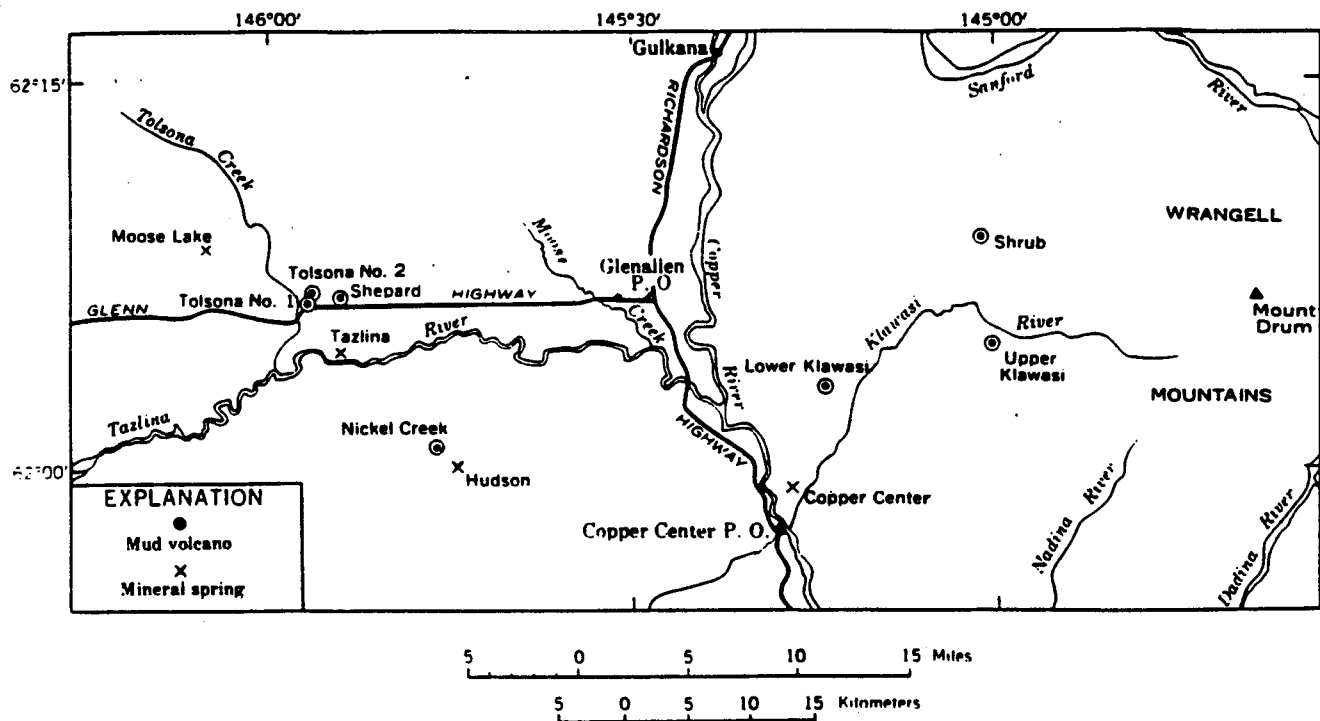 146°00'
145°30'
145°00'
62°15'
Gulkana
Sanford
River
Tolsona
Creek
RICHARDSON
WRANGELL
Moose Lake
Moose
Copper
Shrub
Tolsona No. 2
Glenallen
P. O
Shepard
HIGHWAY
Tolsona No. 1
GLENN
Creek
Klawasi
River
Mount
Drum
Tazlina
River
Lower Klawasi
Upper
Klawasi
River
MOUNTAINS
Tazlina
Nickel Creek
HIGHWAY
62°00'
Hudson
Copper Center
EXPLANATION
Mud volcano
Mineral spring
Copper Center P. O.
Nadina River
Dadina River
5 0 5 10 15 Miles
5 0 5 10 15 Kilometers